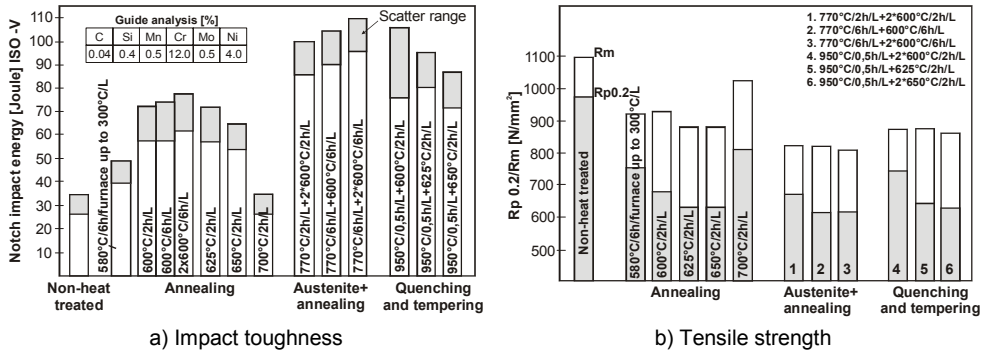 Guide analysis [%]
C Si Mn Cr Mo Ni
0.04 0.4 0.5 12.0 0.5 4.0
Scatter range
Notch impact energy [Joule] ISO -V
110
100
90
80
70
60
50
40
30
20
10
580°C/6h/furnace up to 300°C/L
600°C/2h/L
600°C/6h/L
2x600°C/6h/L
625°C/2h/L
650°C/2h/L
700°C/2h/L
770°C/2h/L+2*600°C/2h/L
770°C/6h/L+600°C/6h/L
770°C/6h/L+2*600°C/6h/L
950°C/0,5h/L+600°C/2h/L
950°C/0,5h/L+625°C/2h/L
950°C/0,5h/L+650°C/2h/L
Non-heat
treated
Annealing
Austenite+
annealing
Quenching
and tempering
a) Impact toughness
1. 770°C/2h/L+2*600°C/2h/L
2. 770°C/6h/L+600°C/6h/L
3. 770°C/6h/L+2*600°C/6h/L
4. 950°C/0,5h/L+2*600°C/2h/L
5. 950°C/0,5h/L+625°C/2h/L
6. 950°C/0,5h/L+2*650°C/2h/L
Rm
Rp0.2
Rp 0.2/Rm [N/mm²]
1100
1000
900
800
700
600
500
Non-heat treated
580°C/6h/furnace up to 300°C/L
600°C/2h/L
625°C/2h/L
650°C/2h/L
700°C/2h/L
1 2 3 4 5 6
Annealing
Austenite+
annealing
Quenching
and tempering
b) Tensile strength